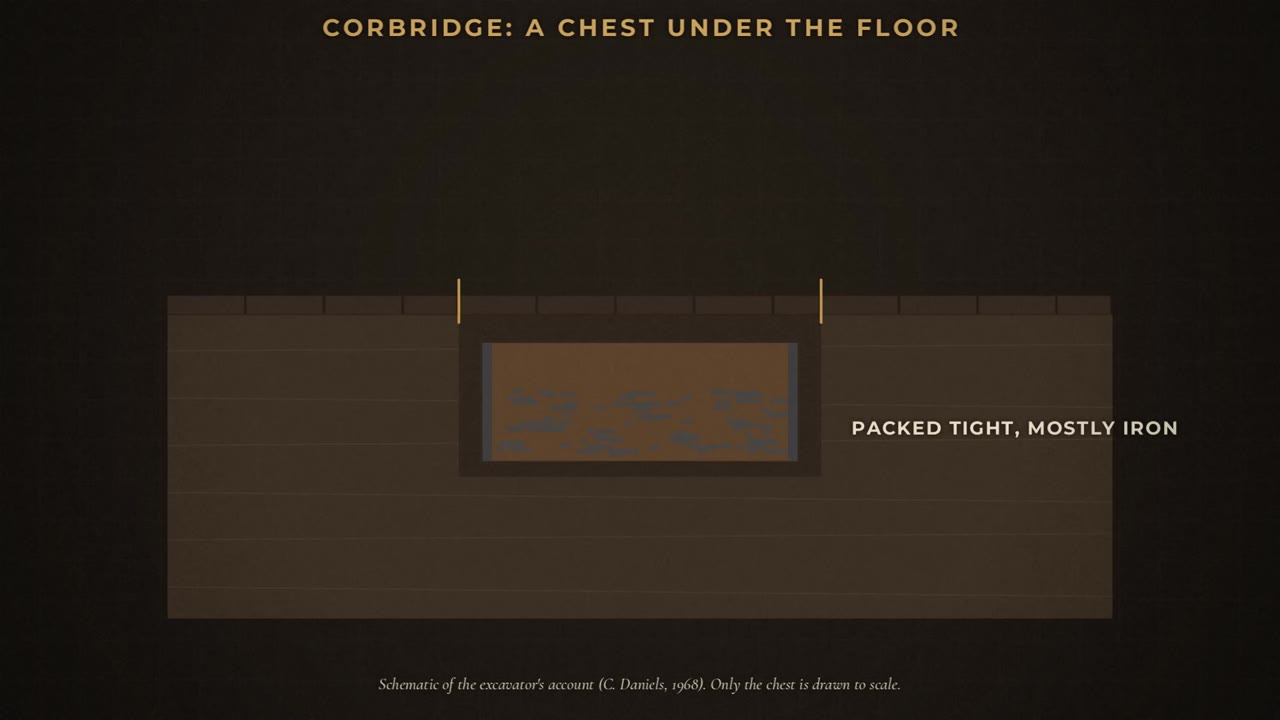 CORBRIDGE: A CHEST UNDER THE FLOOR
PACKED TIGHT, MOSTLY IRON
Schematic of the excavator's account (C. Daniels, 1968). Only the chest is drawn to scale.